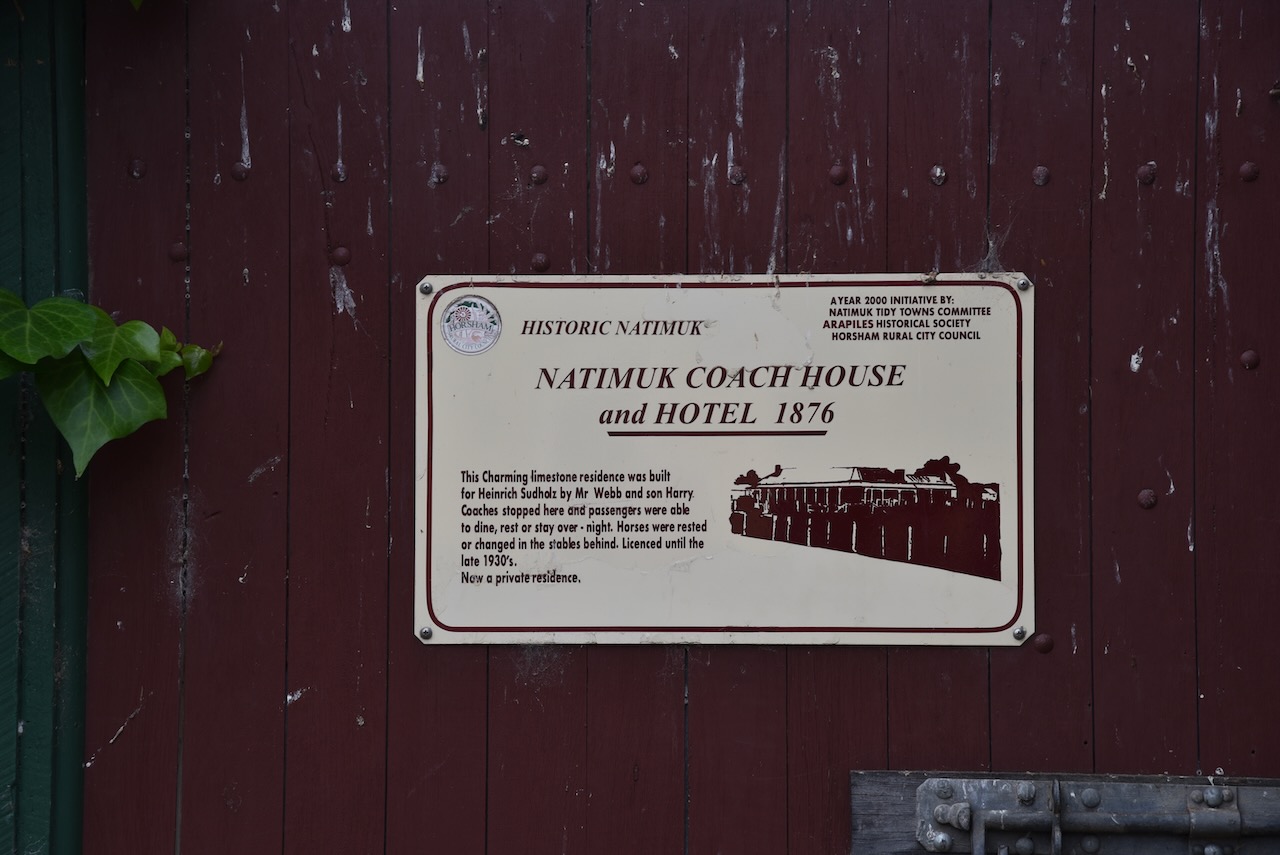 HORSHAM
HISTORIC NATIMUK
A YEAR 2000 INITIATIVE BY:
NATIMUK TIDY TOWNS COMMITTEE
ARAPILES HISTORICAL SOCIETY
HORSHAM RURAL CITY COUNCIL
NATIMUK COACH HOUSE
and HOTEL 1876
This Charming limestone residence was built
for Heinrich Sudholz by Mr Webb and son Harry.
Coaches stopped here and passengers were able
to dine, rest or stay over - night. Horses were rested
or changed in the stables behind. Licenced until the
late 1930's.
Now a private residence.